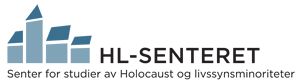 HL-SENTERET
Senter for studier av Holocaust og livssynsminoriteter